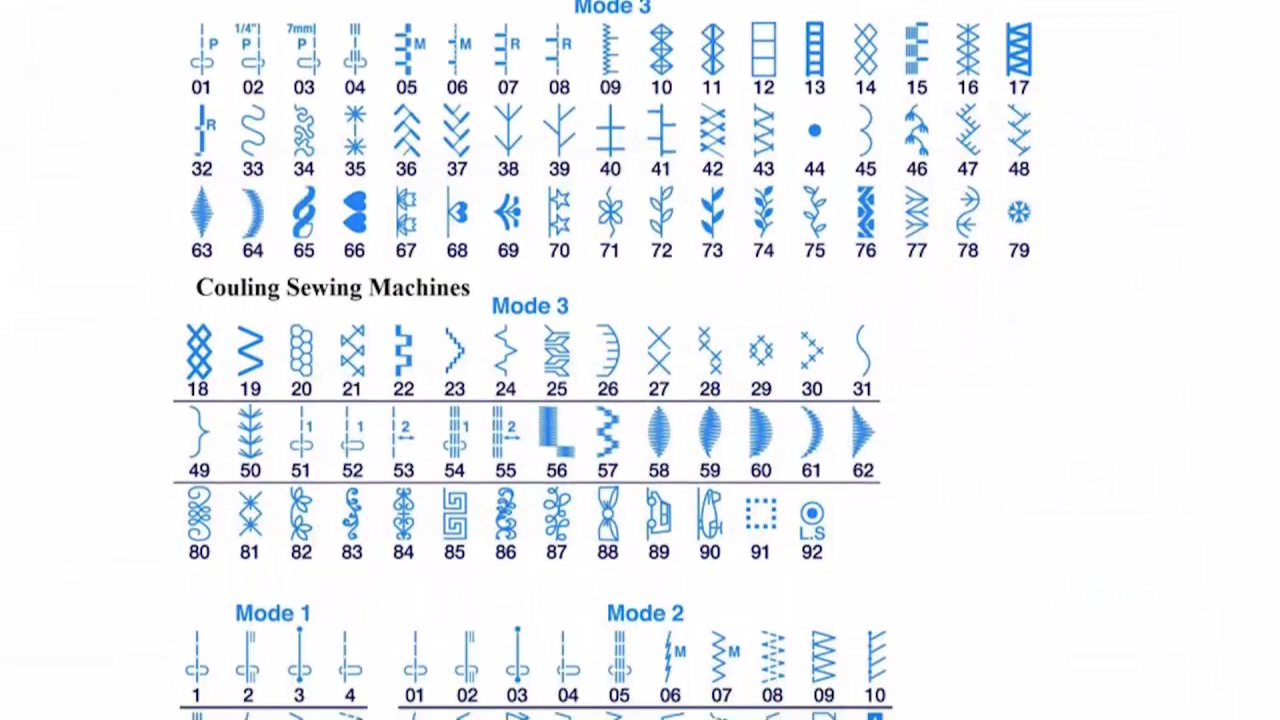 Mode 3
1/4" 7mm
P P P M M R R
01 02 03 04 05 06 07 08 09 10 11 12 13 14 15 16 17
R
32 33 34 35 36 37 38 39 40 41 42 43 44 45 46 47 48
63 64 65 66 67 68 69 70 71 72 73 74 75 76 77 78 79
Couling Sewing Machines
Mode 3
18 19 20 21 22 23 24 25 26 27 28 29 30 31
1 1 2 1 2
49 50 51 52 53 54 55 56 57 58 59 60 61 62
L.S
80 81 82 83 84 85 86 87 88 89 90 91 92
Mode 1 Mode 2
M M
1 2 3 4 01 02 03 04 05 06 07 08 09 10